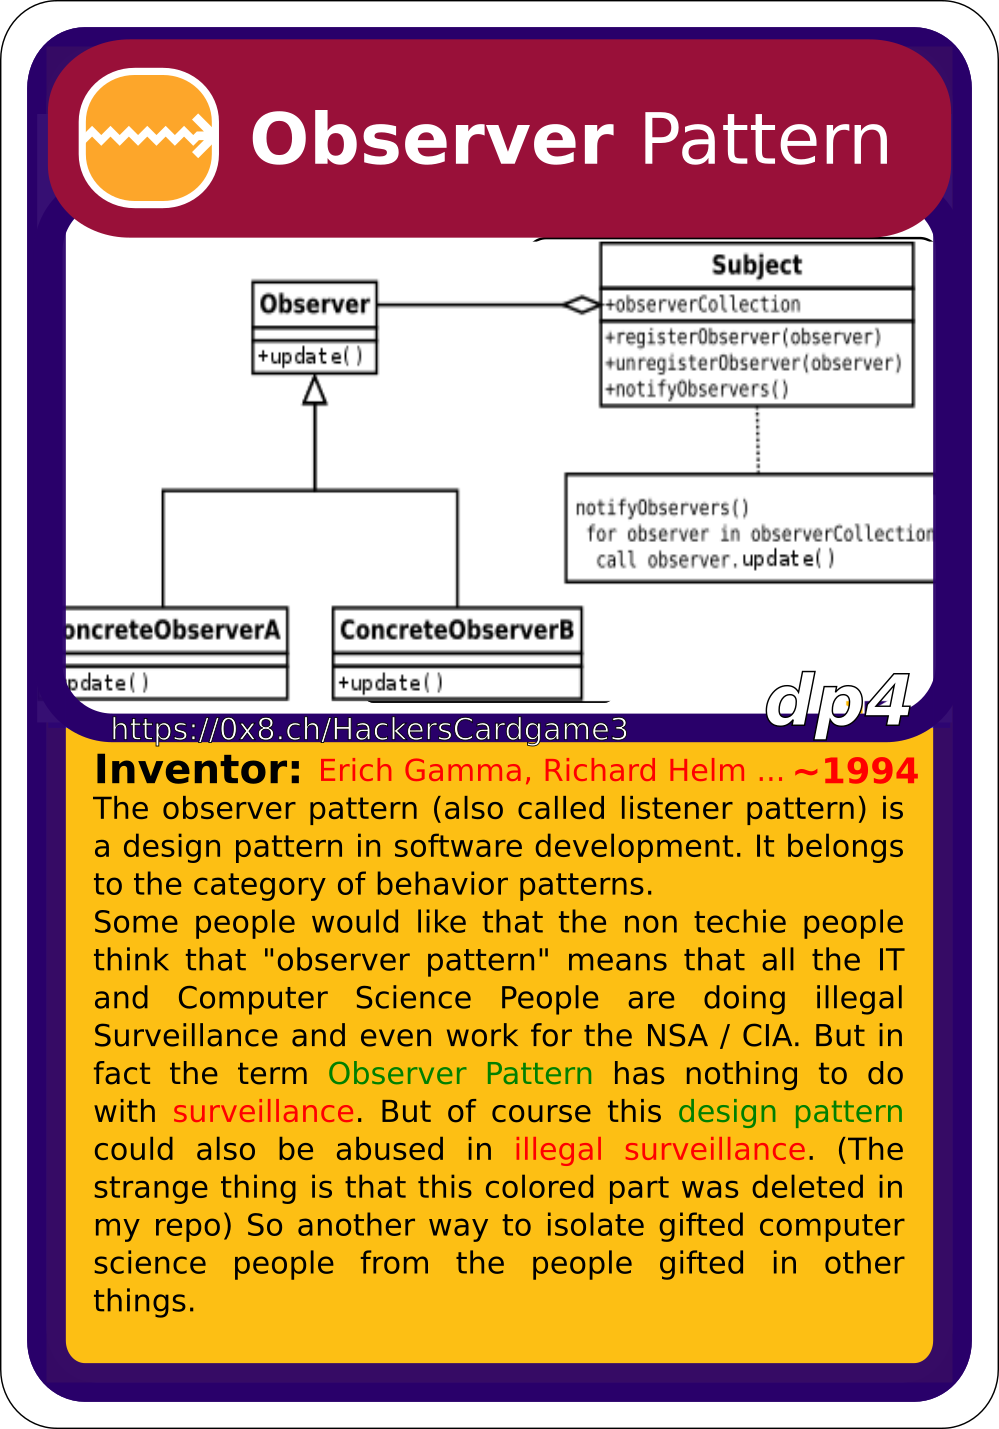 Observer Pattern
Subject
Observer
+observerCollection
+registerObserver(observer)
+update()
+unregisterObserver(observer)
+notifyObservers()
notifyObservers()
for observer in observerCollection
call observer.update()
oncreteObserverA
ConcreteObserverB
pdate()
+update()
dp4
https://0x8.ch/HackersCardgame3
Inventor: Erich Gamma, Richard Helm ... ~1994
The observer pattern (also called listener pattern) is
a design pattern in software development. It belongs
to the category of behavior patterns.
Some people would like that the non techie people
think that "observer pattern" means that all the IT
and Computer Science People are doing illegal
Surveillance and even work for the NSA / CIA. But in
fact the term Observer Pattern has nothing to do
with surveillance. But of course this design pattern
could also be abused in illegal surveillance. (The
strange thing is that this colored part was deleted in
my repo) So another way to isolate gifted computer
science people from the people gifted in other
things.